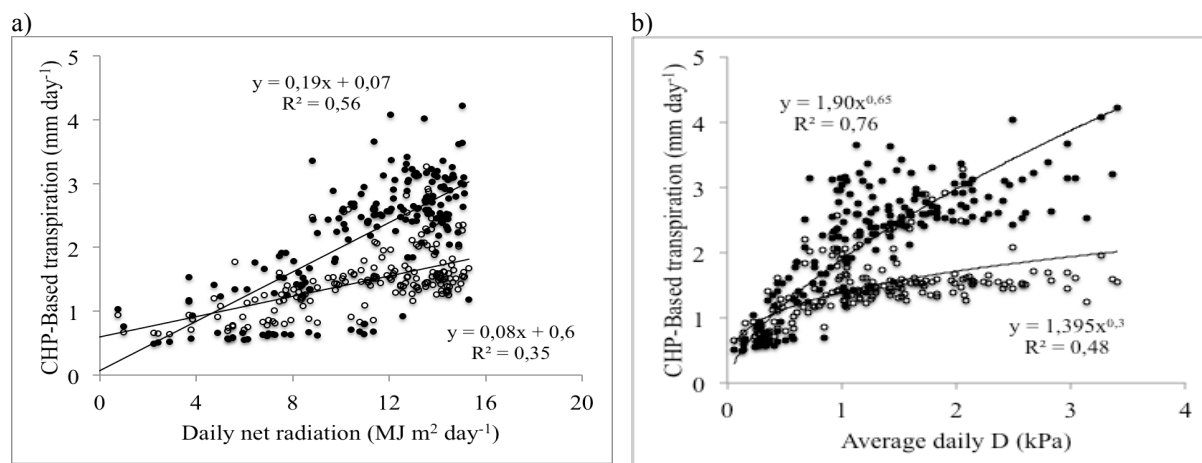 a)
CHP-Based transpiration (mm day⁻¹)
5
4
3
2
1
0
y = 0,19x + 0,07
R² = 0,56
y = 0,08x + 0,6
R² = 0,35
0 4 8 12 16 20
Daily net radiation (MJ m² day⁻¹)
b)
CHP-Based transpiration (mm day⁻¹)
5
4
3
2
1
0
y = 1,90x⁰,⁶⁵
R² = 0,76
y = 1,395x⁰,³
R² = 0,48
0 1 2 3 4
Average daily D (kPa)